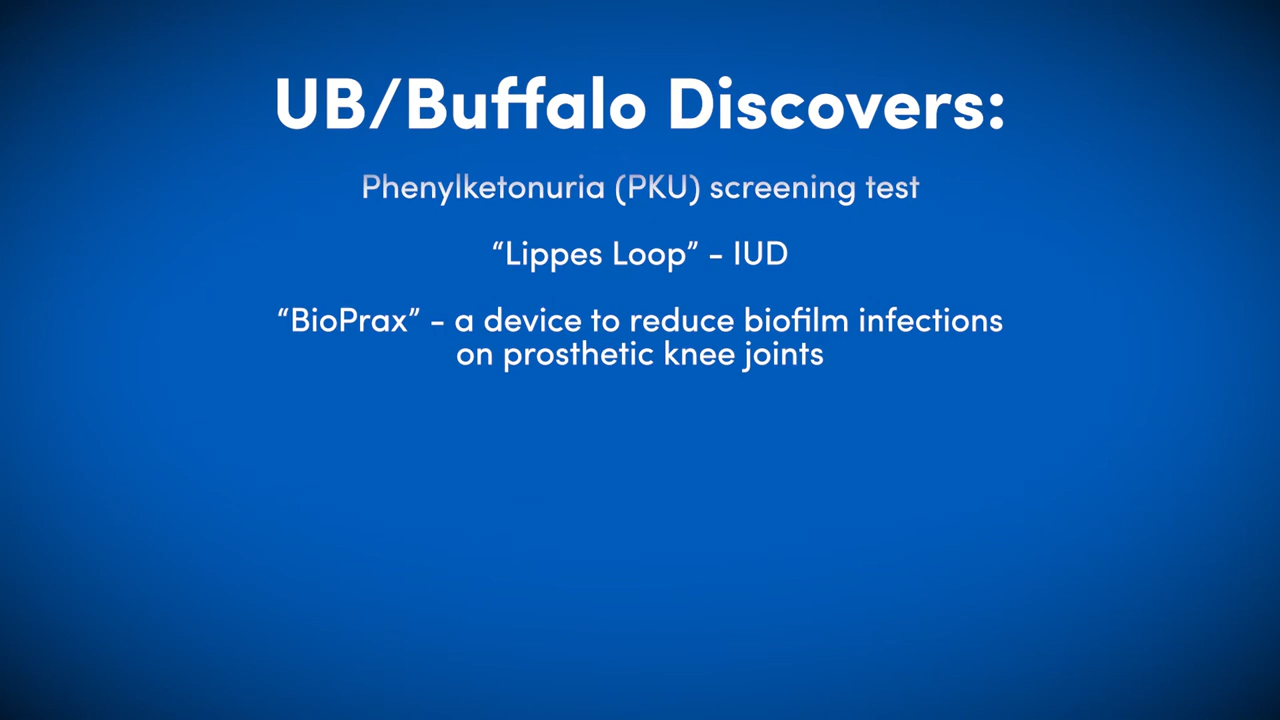 UB/Buffalo Discovers:
Phenylketonuria (PKU) screening test
“Lippes Loop” - IUD
“BioPrax” - a device to reduce biofilm infections
on prosthetic knee joints